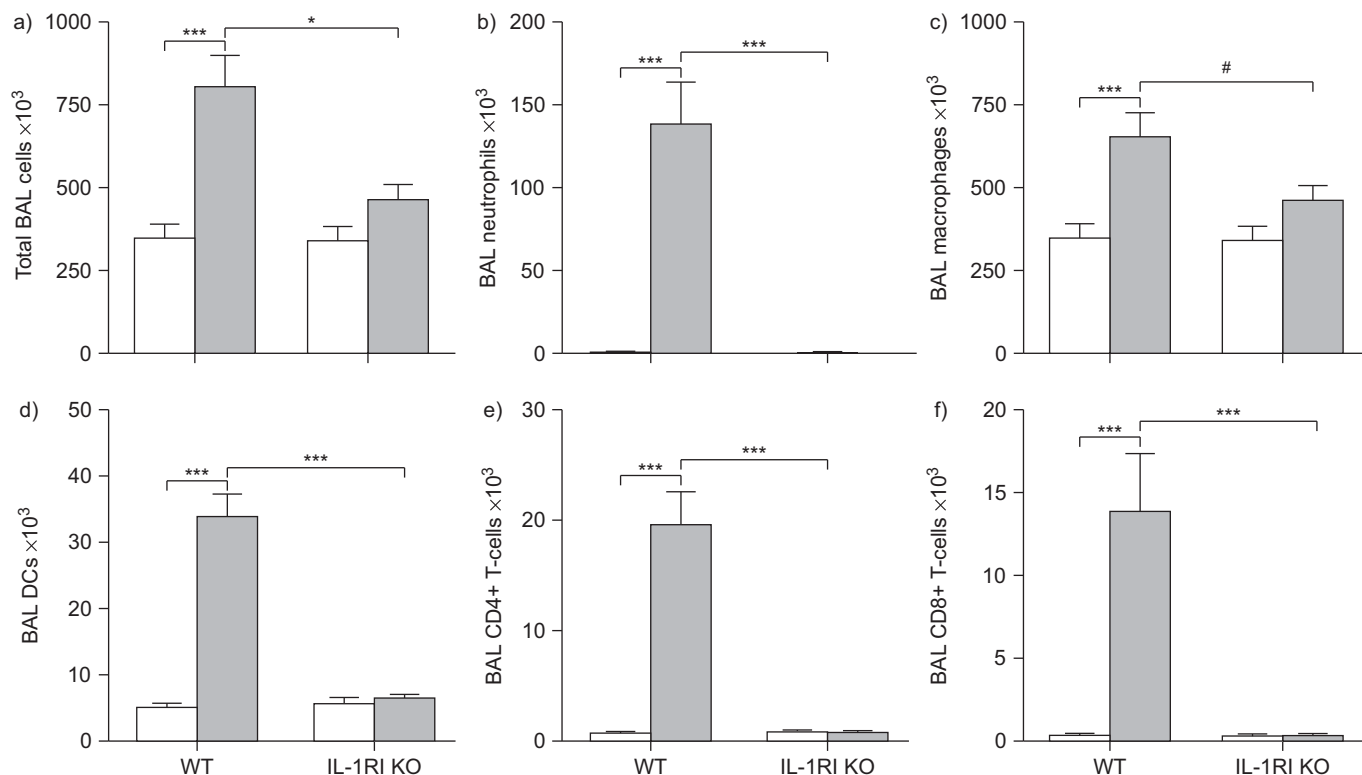 a)
1000
750
500
250
0
Total BAL cells ×10³
***
*
b)
200
150
100
50
0
BAL neutrophils ×10³
***
***
c)
1000
750
500
250
0
BAL macrophages ×10³
***
#
d)
50
40
30
20
10
0
BAL DCs ×10³
***
***
WT
IL-1RI KO
e)
30
20
10
0
BAL CD4+ T-cells ×10³
***
***
WT
IL-1RI KO
f)
20
15
10
5
0
BAL CD8+ T-cells ×10³
***
***
WT
IL-1RI KO